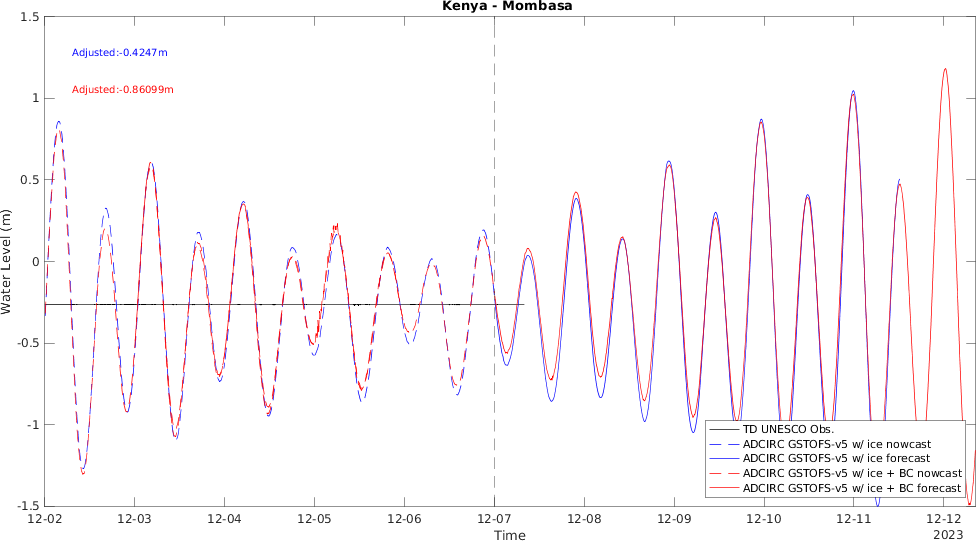 Kenya - Mombasa
Adjusted:-0.4247m
Adjusted:-0.86099m
1.5
1
0.5
0
-0.5
-1
-1.5
Water Level (m)
TD UNESCO Obs.
ADCIRC GSTOFS-v5 w/ ice nowcast
ADCIRC GSTOFS-v5 w/ ice forecast
ADCIRC GSTOFS-v5 w/ ice + BC nowcast
ADCIRC GSTOFS-v5 w/ ice + BC forecast
12-02 12-03 12-04 12-05 12-06 12-07 12-08 12-09 12-10 12-11 12-12
Time
2023